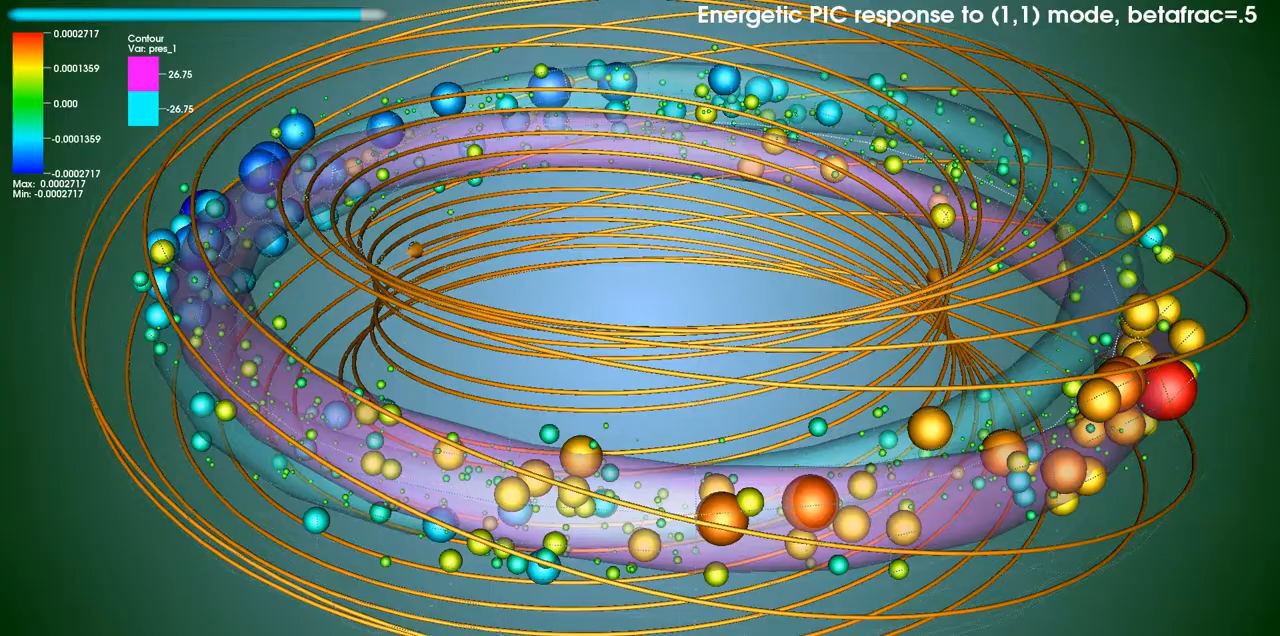 Energetic PIC response to (1,1) mode, betafrac=.5
0.0002717
0.0001359
0.000
-0.0001359
-0.0002717
Max: 0.0002717
Min: -0.0002717
Contour
Var: pres_1
26.75
-26.75